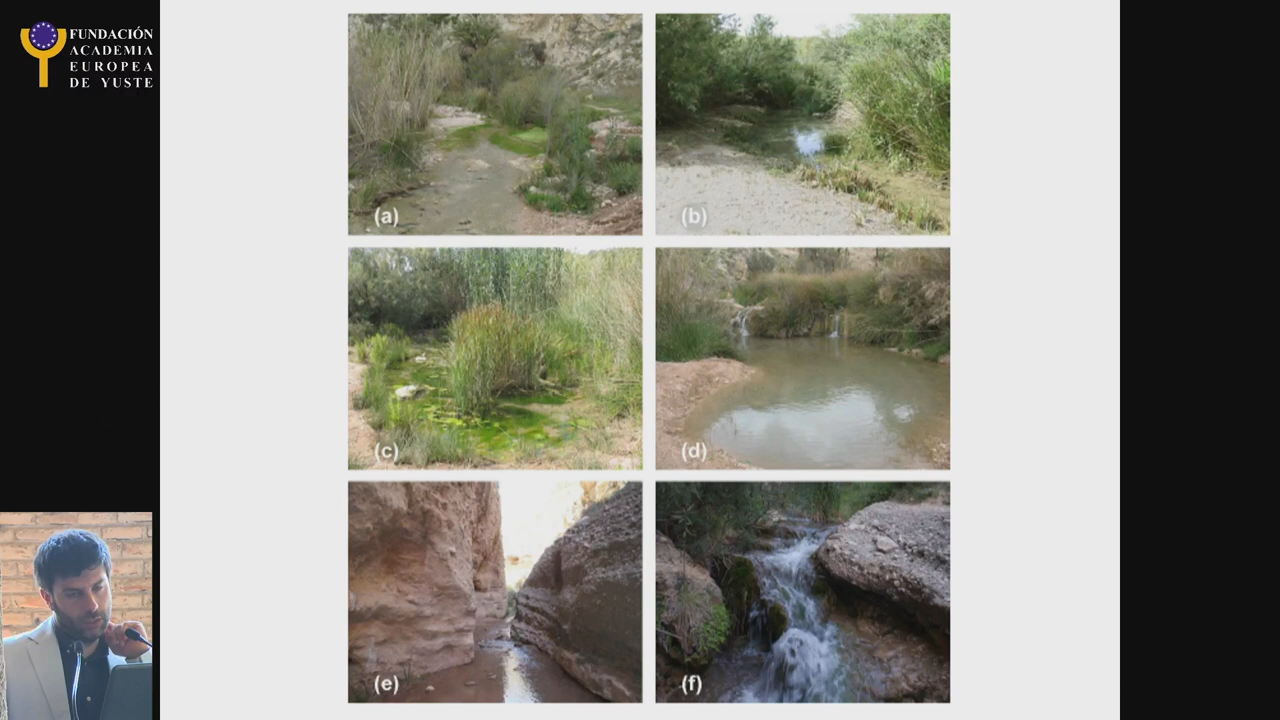 FUNDACIÓN
ACADEMIA
EUROPEA
DE YUSTE
(a)
(b)
(c)
(d)
(e)
(f)